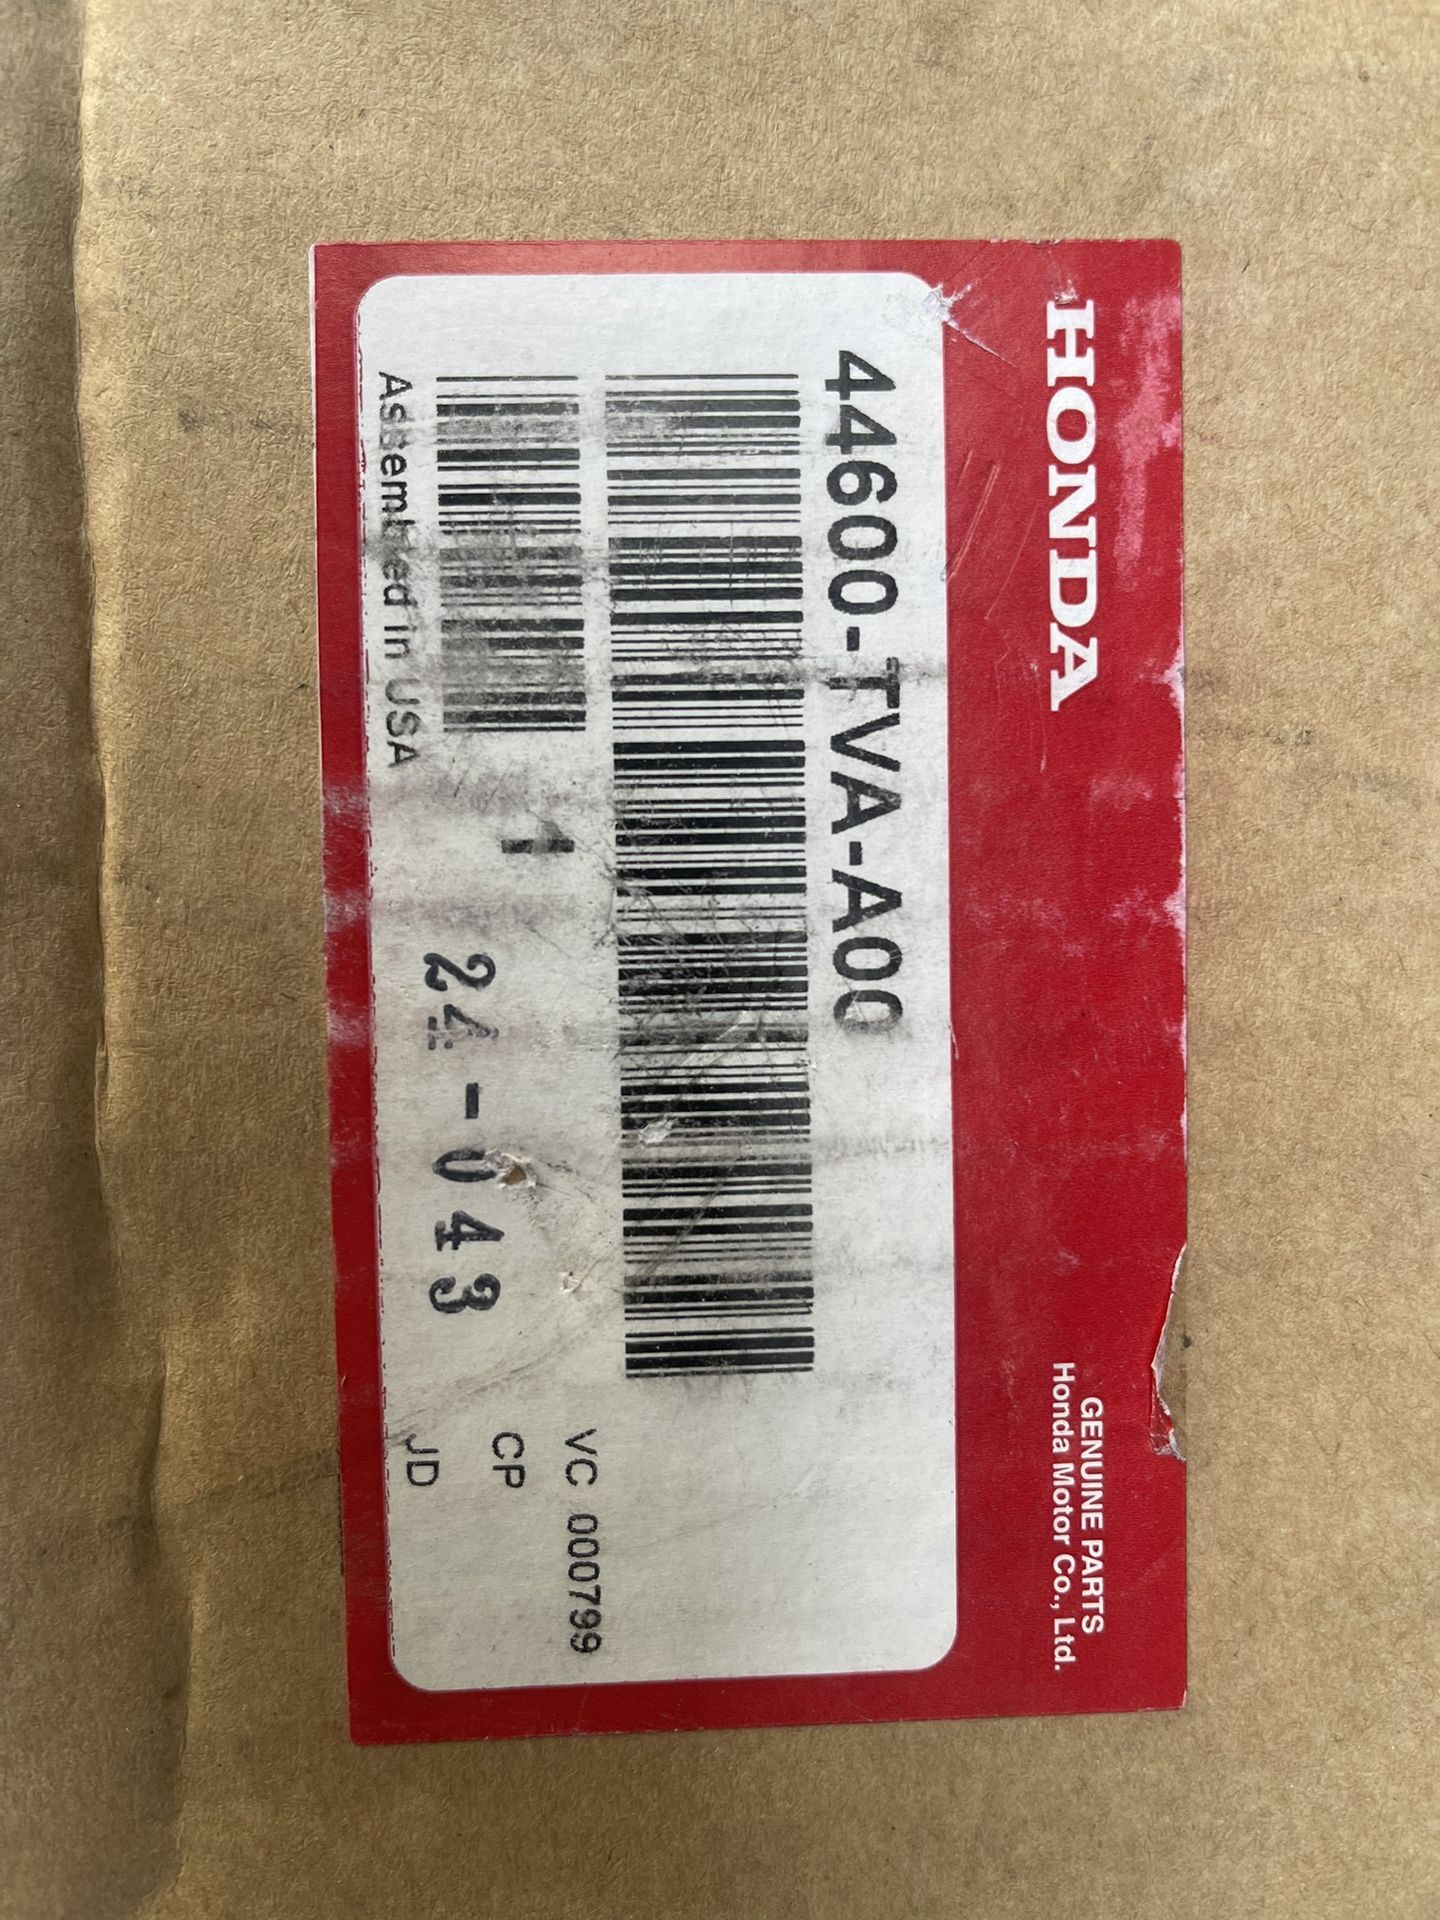 HONDA
GENUINE PARTS
Honda Motor Co., Ltd.
44600-TVA-A00
1
VC 000799
24-043
CP
Assembled in USA
JD